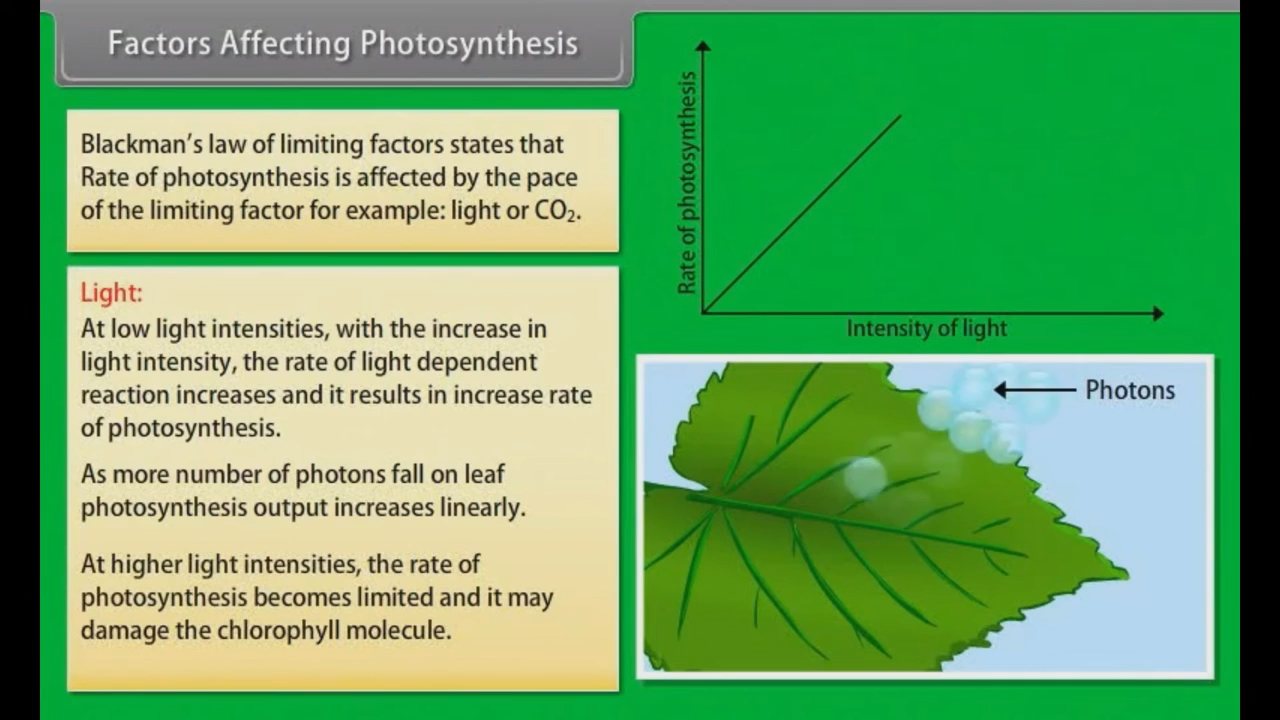 Factors Affecting Photosynthesis
Blackman's law of limiting factors states that
Rate of photosynthesis is affected by the pace
of the limiting factor for example: light or CO₂.
Light:
At low light intensities, with the increase in
light intensity, the rate of light dependent
reaction increases and it results in increase rate
of photosynthesis.
As more number of photons fall on leaf
photosynthesis output increases linearly.
At higher light intensities, the rate of
photosynthesis becomes limited and it may
damage the chlorophyll molecule.
Rate of photosynthesis
Intensity of light
Photons